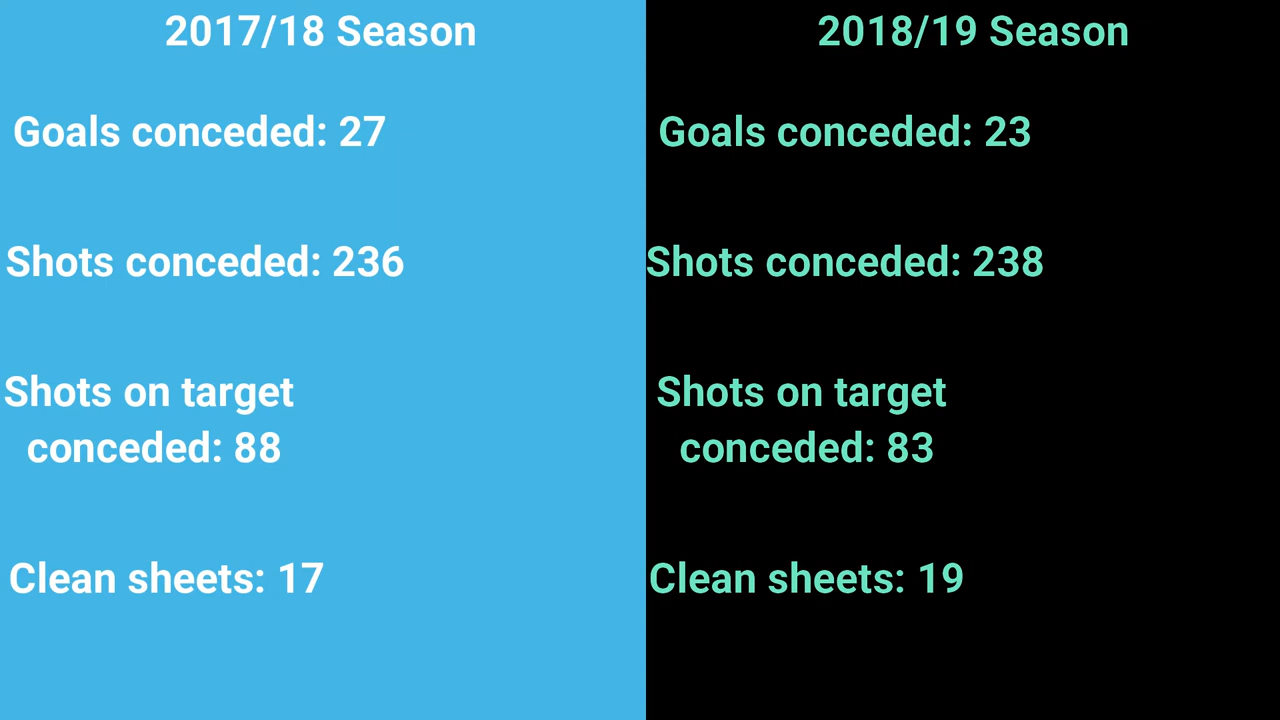 2017/18 Season
Goals conceded: 27
Shots conceded: 236
Shots on target
conceded: 88
Clean sheets: 17
2018/19 Season
Goals conceded: 23
Shots conceded: 238
Shots on target
conceded: 83
Clean sheets: 19